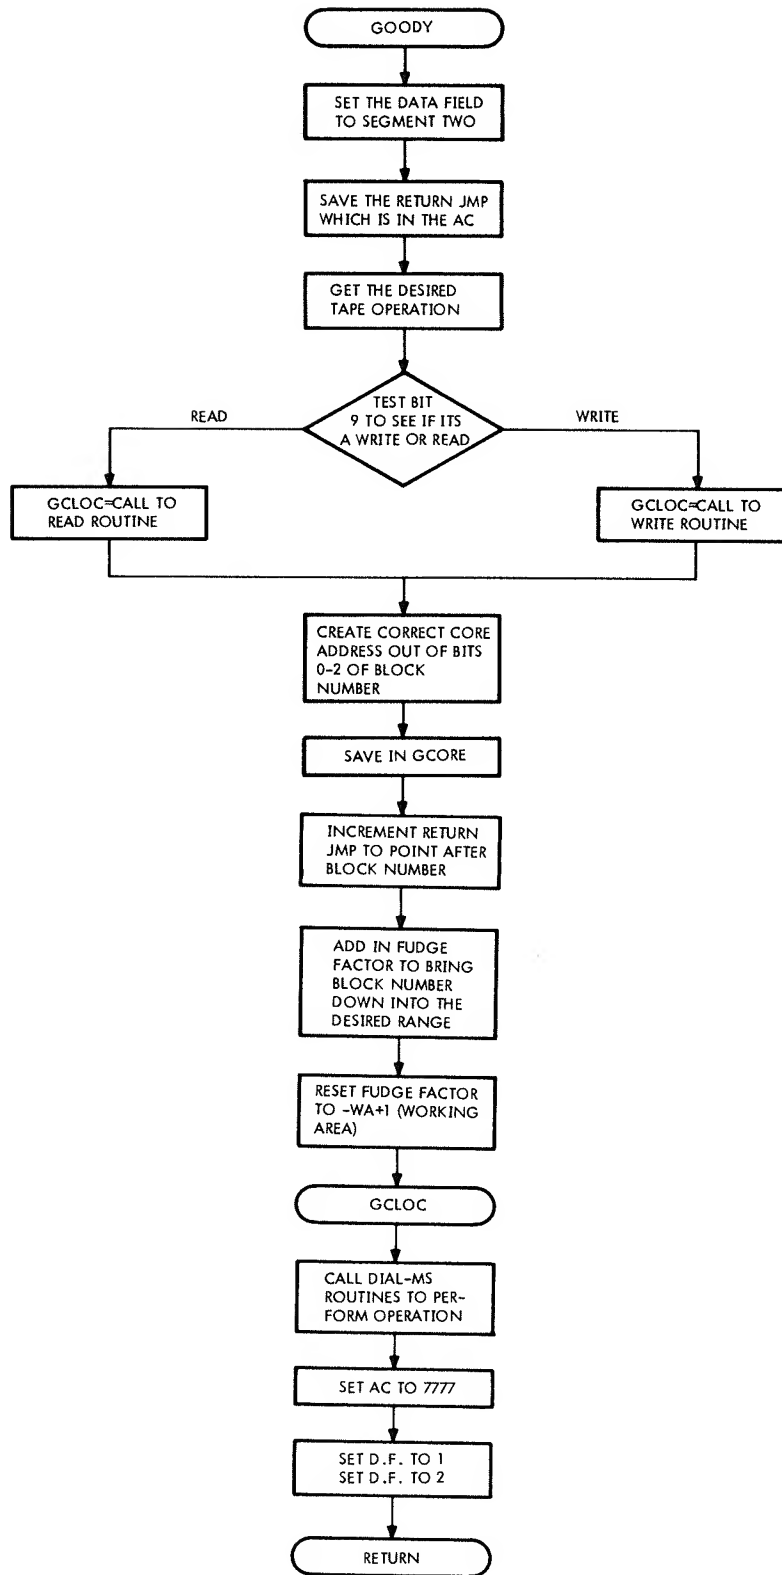 GOODY
SET THE DATA FIELD
TO SEGMENT TWO
SAVE THE RETURN JMP
WHICH IS IN THE AC
GET THE DESIRED
TAPE OPERATION
TEST BIT
9 TO SEE IF ITS
A WRITE OR READ
READ
WRITE
GCLOC=CALL TO
READ ROUTINE
GCLOC=CALL TO
WRITE ROUTINE
CREATE CORRECT CORE
ADDRESS OUT OF BITS
0-2 OF BLOCK
NUMBER
SAVE IN GCORE
INCREMENT RETURN
JMP TO POINT AFTER
BLOCK NUMBER
ADD IN FUDGE
FACTOR TO BRING
BLOCK NUMBER
DOWN INTO THE
DESIRED RANGE
RESET FUDGE FACTOR
TO -WA+1 (WORKING
AREA)
GCLOC
CALL DIAL-MS
ROUTINES TO PER-
FORM OPERATION
SET AC TO 7777
SET D.F. TO 1
SET D.F. TO 2
RETURN